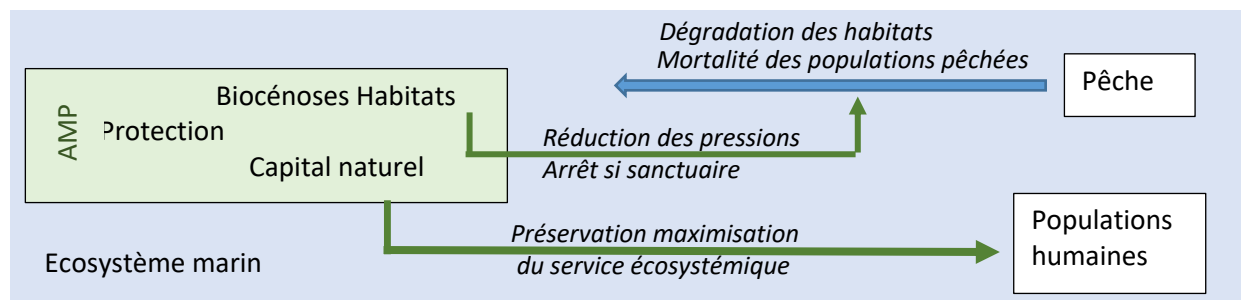 Dégradation des habitats
Mortalité des populations pêchées
Pêche
AMP
Biocénoses Habitats
Protection
Capital naturel
Réduction des pressions
Arrêt si sanctuaire
Préservation maximisation
du service écosystémique
Populations
humaines
Ecosystème marin